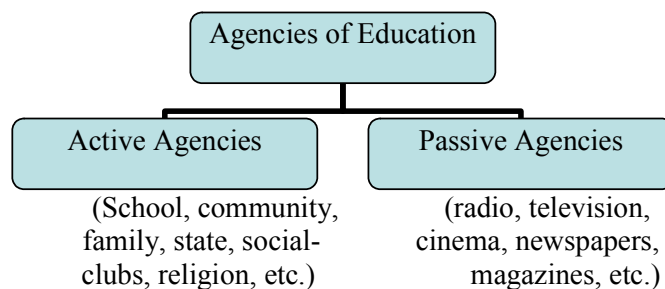 Agencies of Education
Active Agencies
Passive Agencies
(School, community,
family, state, social-
clubs, religion, etc.)
(radio, television,
cinema, newspapers,
magazines, etc.)